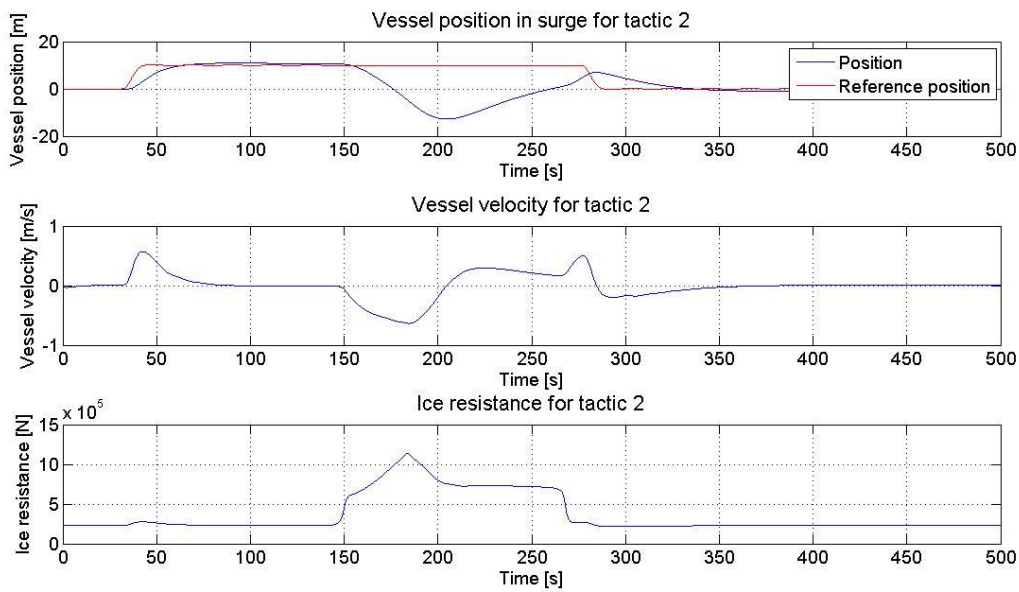 Vessel position in surge for tactic 2
Vessel position [m]
20
0
-20
Position
Reference position
0 50 100 150 200 250 300 350 400 450 500
Time [s]
Vessel velocity for tactic 2
Vessel velocity [m/s]
1
0
-1
0 50 100 150 200 250 300 350 400 450 500
Time [s]
Ice resistance for tactic 2
x 10⁵
Ice resistance [N]
15
10
5
0
0 50 100 150 200 250 300 350 400 450 500
Time [s]